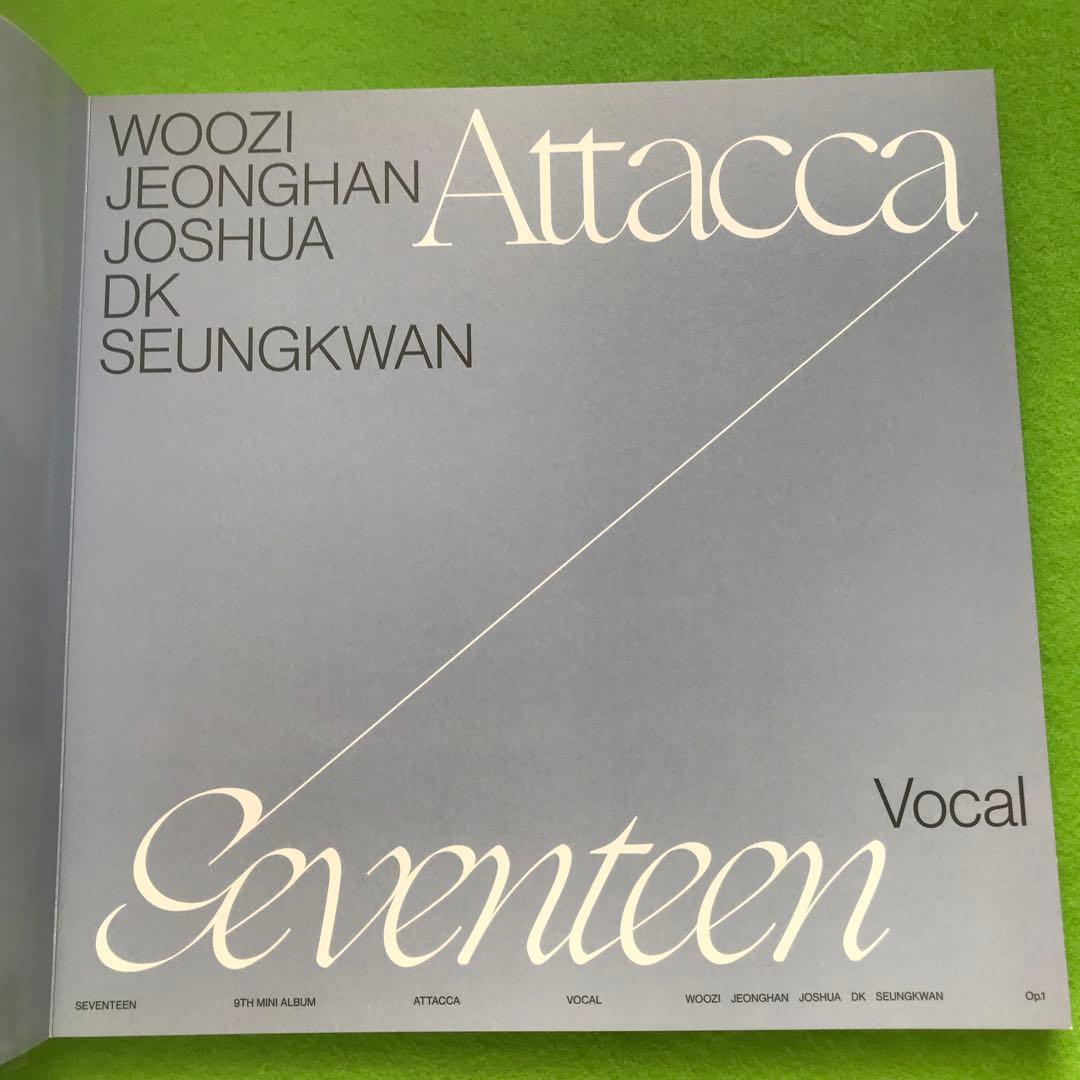 WOOZI
JEONGHAN
JOSHUA
DK
SEUNGKWAN
Attacca
Vocal
Seventeen
SEVENTEEN 9TH MINI ALBUM ATTACCA VOCAL WOOZI JEONGHAN JOSHUA DK SEUNGKWAN Op.1